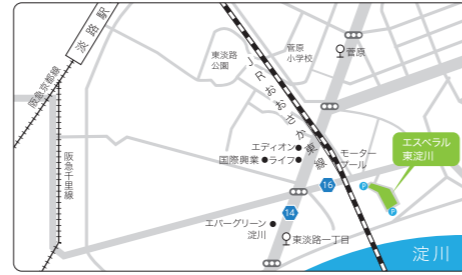 淡路駅
阪急京都線
阪急千里線
東淡路
公園
菅原
小学校
菅原
JRおおさか東線
エディオン
国際興業
ライフ
モーター
プール
エスペラル
東淀川
16
P
P
14
エバーグリーン
淀川
東淡路一丁目
淀川